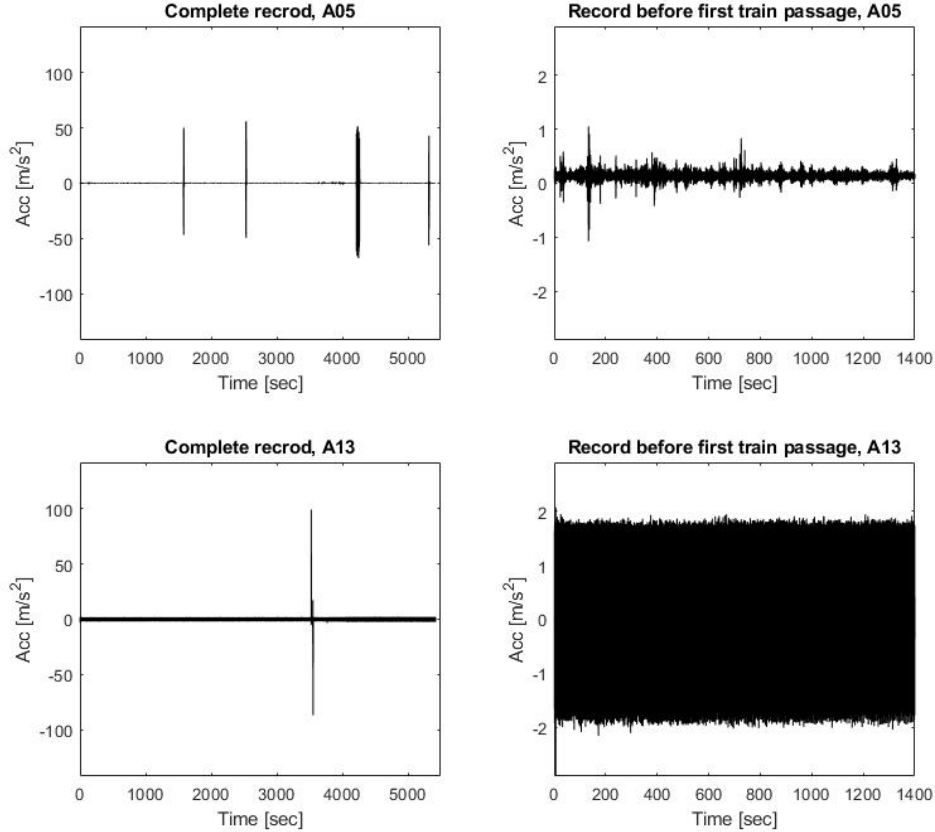 Complete recrod, A05
Acc [m/s²]
100
50
0
-50
-100
0 1000 2000 3000 4000 5000
Time [sec]
Record before first train passage, A05
Acc [m/s²]
2
1
0
-1
-2
0 200 400 600 800 1000 1200 1400
Time [sec]
Complete recrod, A13
Acc [m/s²]
100
50
0
-50
-100
0 1000 2000 3000 4000 5000
Time [sec]
Record before first train passage, A13
Acc [m/s²]
2
1
0
-1
-2
0 200 400 600 800 1000 1200 1400
Time [sec]